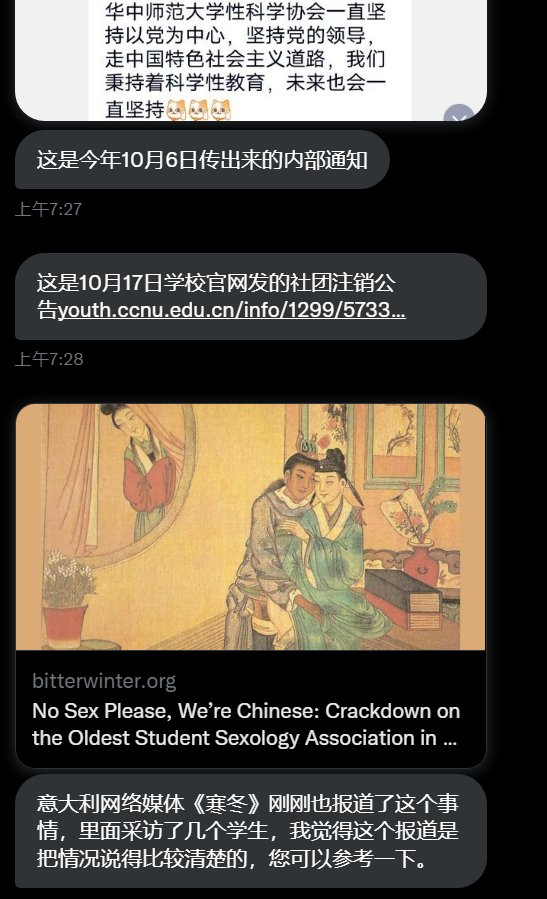 华中师范大学性科学协会一直坚
持以党为中心，坚持党的领导，
走中国特色社会主义道路，我们
秉持着科学性教育，未来也会一
直坚持🐱🐱🐱
这是今年10月6日传出来的内部通知
上午7:27
这是10月17日学校官网发的社团注销公
告youth.ccnu.edu.cn/info/1299/5733...
上午7:28
bitterwinter.org
No Sex Please, We’re Chinese: Crackdown on
the Oldest Student Sexology Association in ...
意大利网络媒体《寒冬》刚刚也报道了这个事
情，里面采访了几个学生，我觉得这个报道是
把情况说得比较清楚的，您可以参考一下。